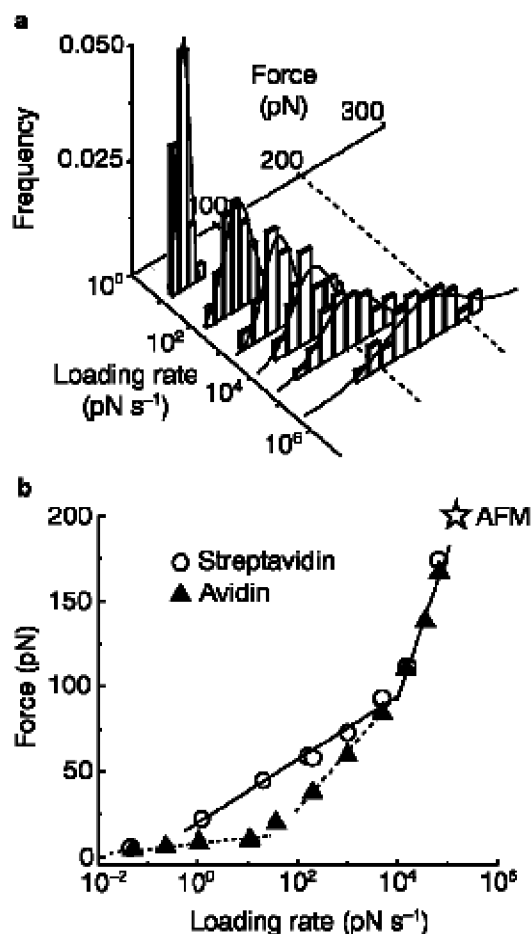 a
0.050
Force
(pN)
300
200
100
Frequency
0.025
10⁰
10²
10⁴
10⁶
Loading rate
(pN s⁻¹)
b
200
AFM
Streptavidin
Avidin
150
Force (pN)
100
50
0
10⁻² 10⁰ 10² 10⁴ 10⁶
Loading rate (pN s⁻¹)